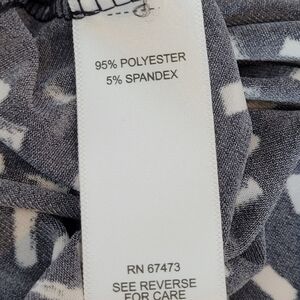 95% POLYESTER
5% SPANDEX
RN 67473
SEE REVERSE
FOR CARE